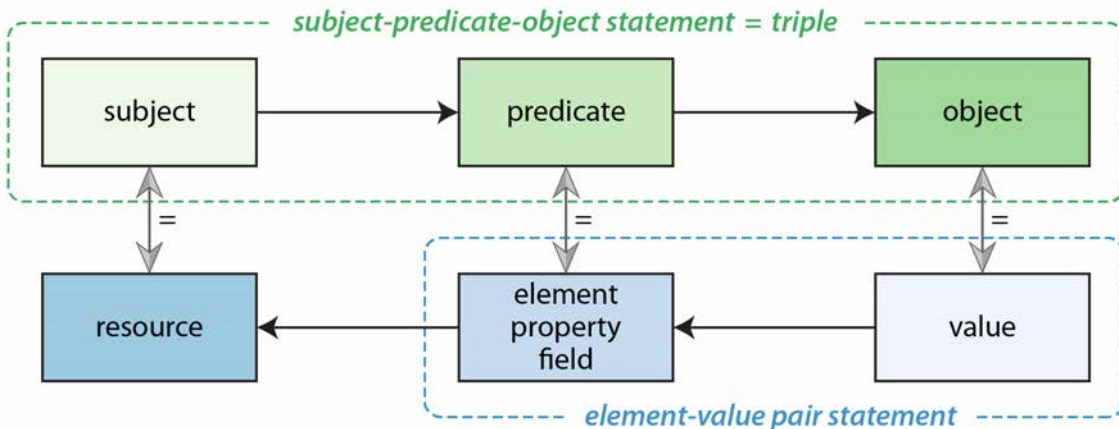 subject-predicate-object statement = triple
subject
predicate
object
=
=
=
resource
element
property
field
value
element-value pair statement